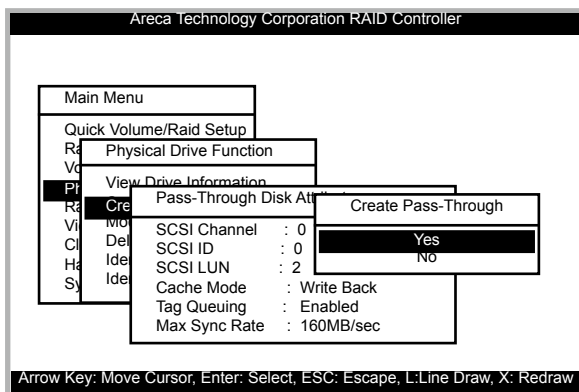 Areca Technology Corporation RAID Controller
Main Menu
Quick Volume/Raid Setup
Physical Drive Function
View Drive Information
Pass-Through Disk
Create Pass-Through
Yes
No
SCSI Channel : 0
SCSI ID : 0
SCSI LUN : 2
Cache Mode : Write Back
Tag Queuing : Enabled
Max Sync Rate : 160MB/sec
Arrow Key: Move Cursor, Enter: Select, ESC: Escape, L:Line Draw, X: Redraw